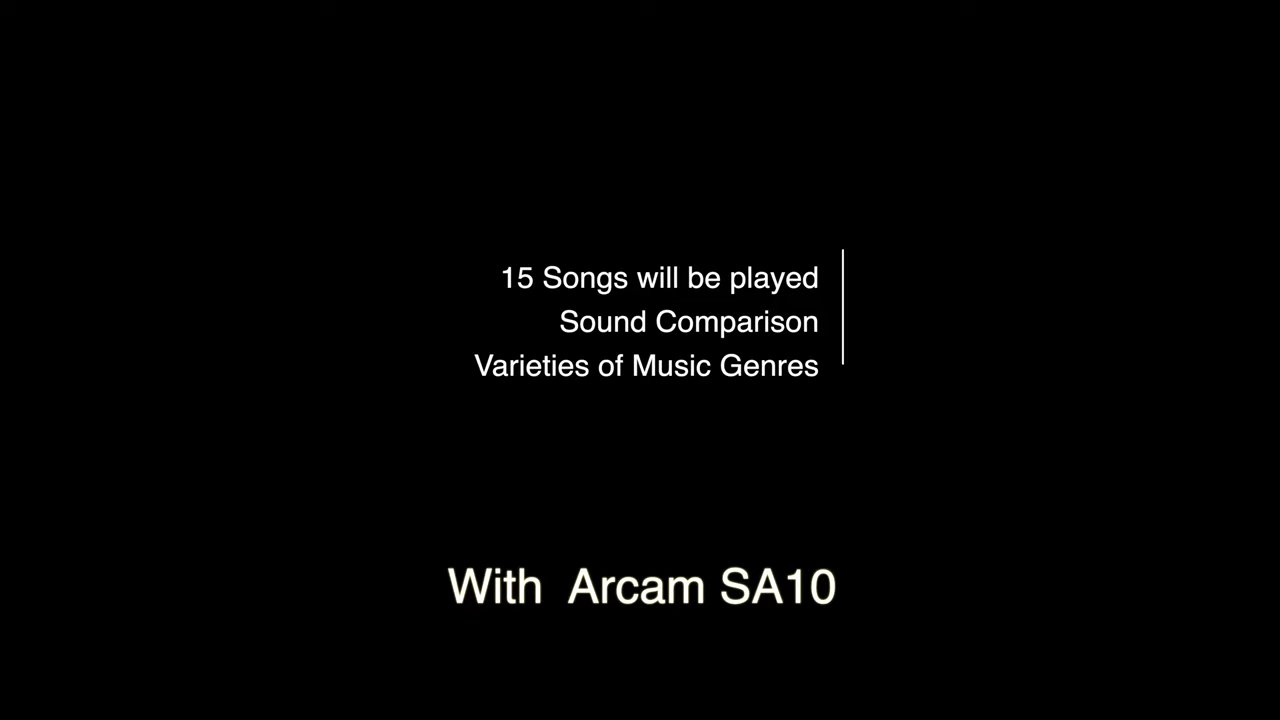 15 Songs will be played
Sound Comparison
Varieties of Music Genres
With Arcam SA10